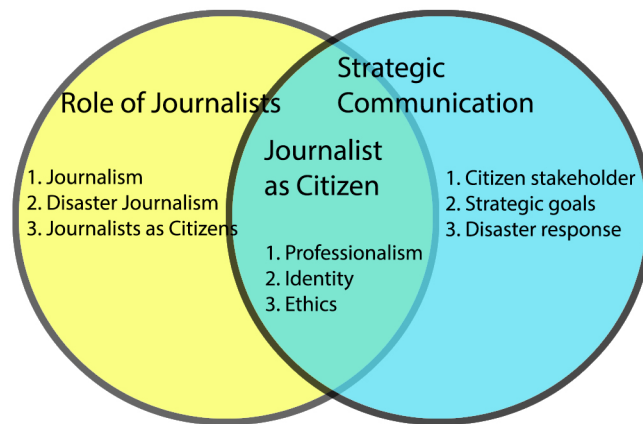 Role of Journalists
1. Journalism
2. Disaster Journalism
3. Journalists as Citizens
Strategic
Communication
Journalist
as Citizen
1. Professionalism
2. Identity
3. Ethics
1. Citizen stakeholder
2. Strategic goals
3. Disaster response